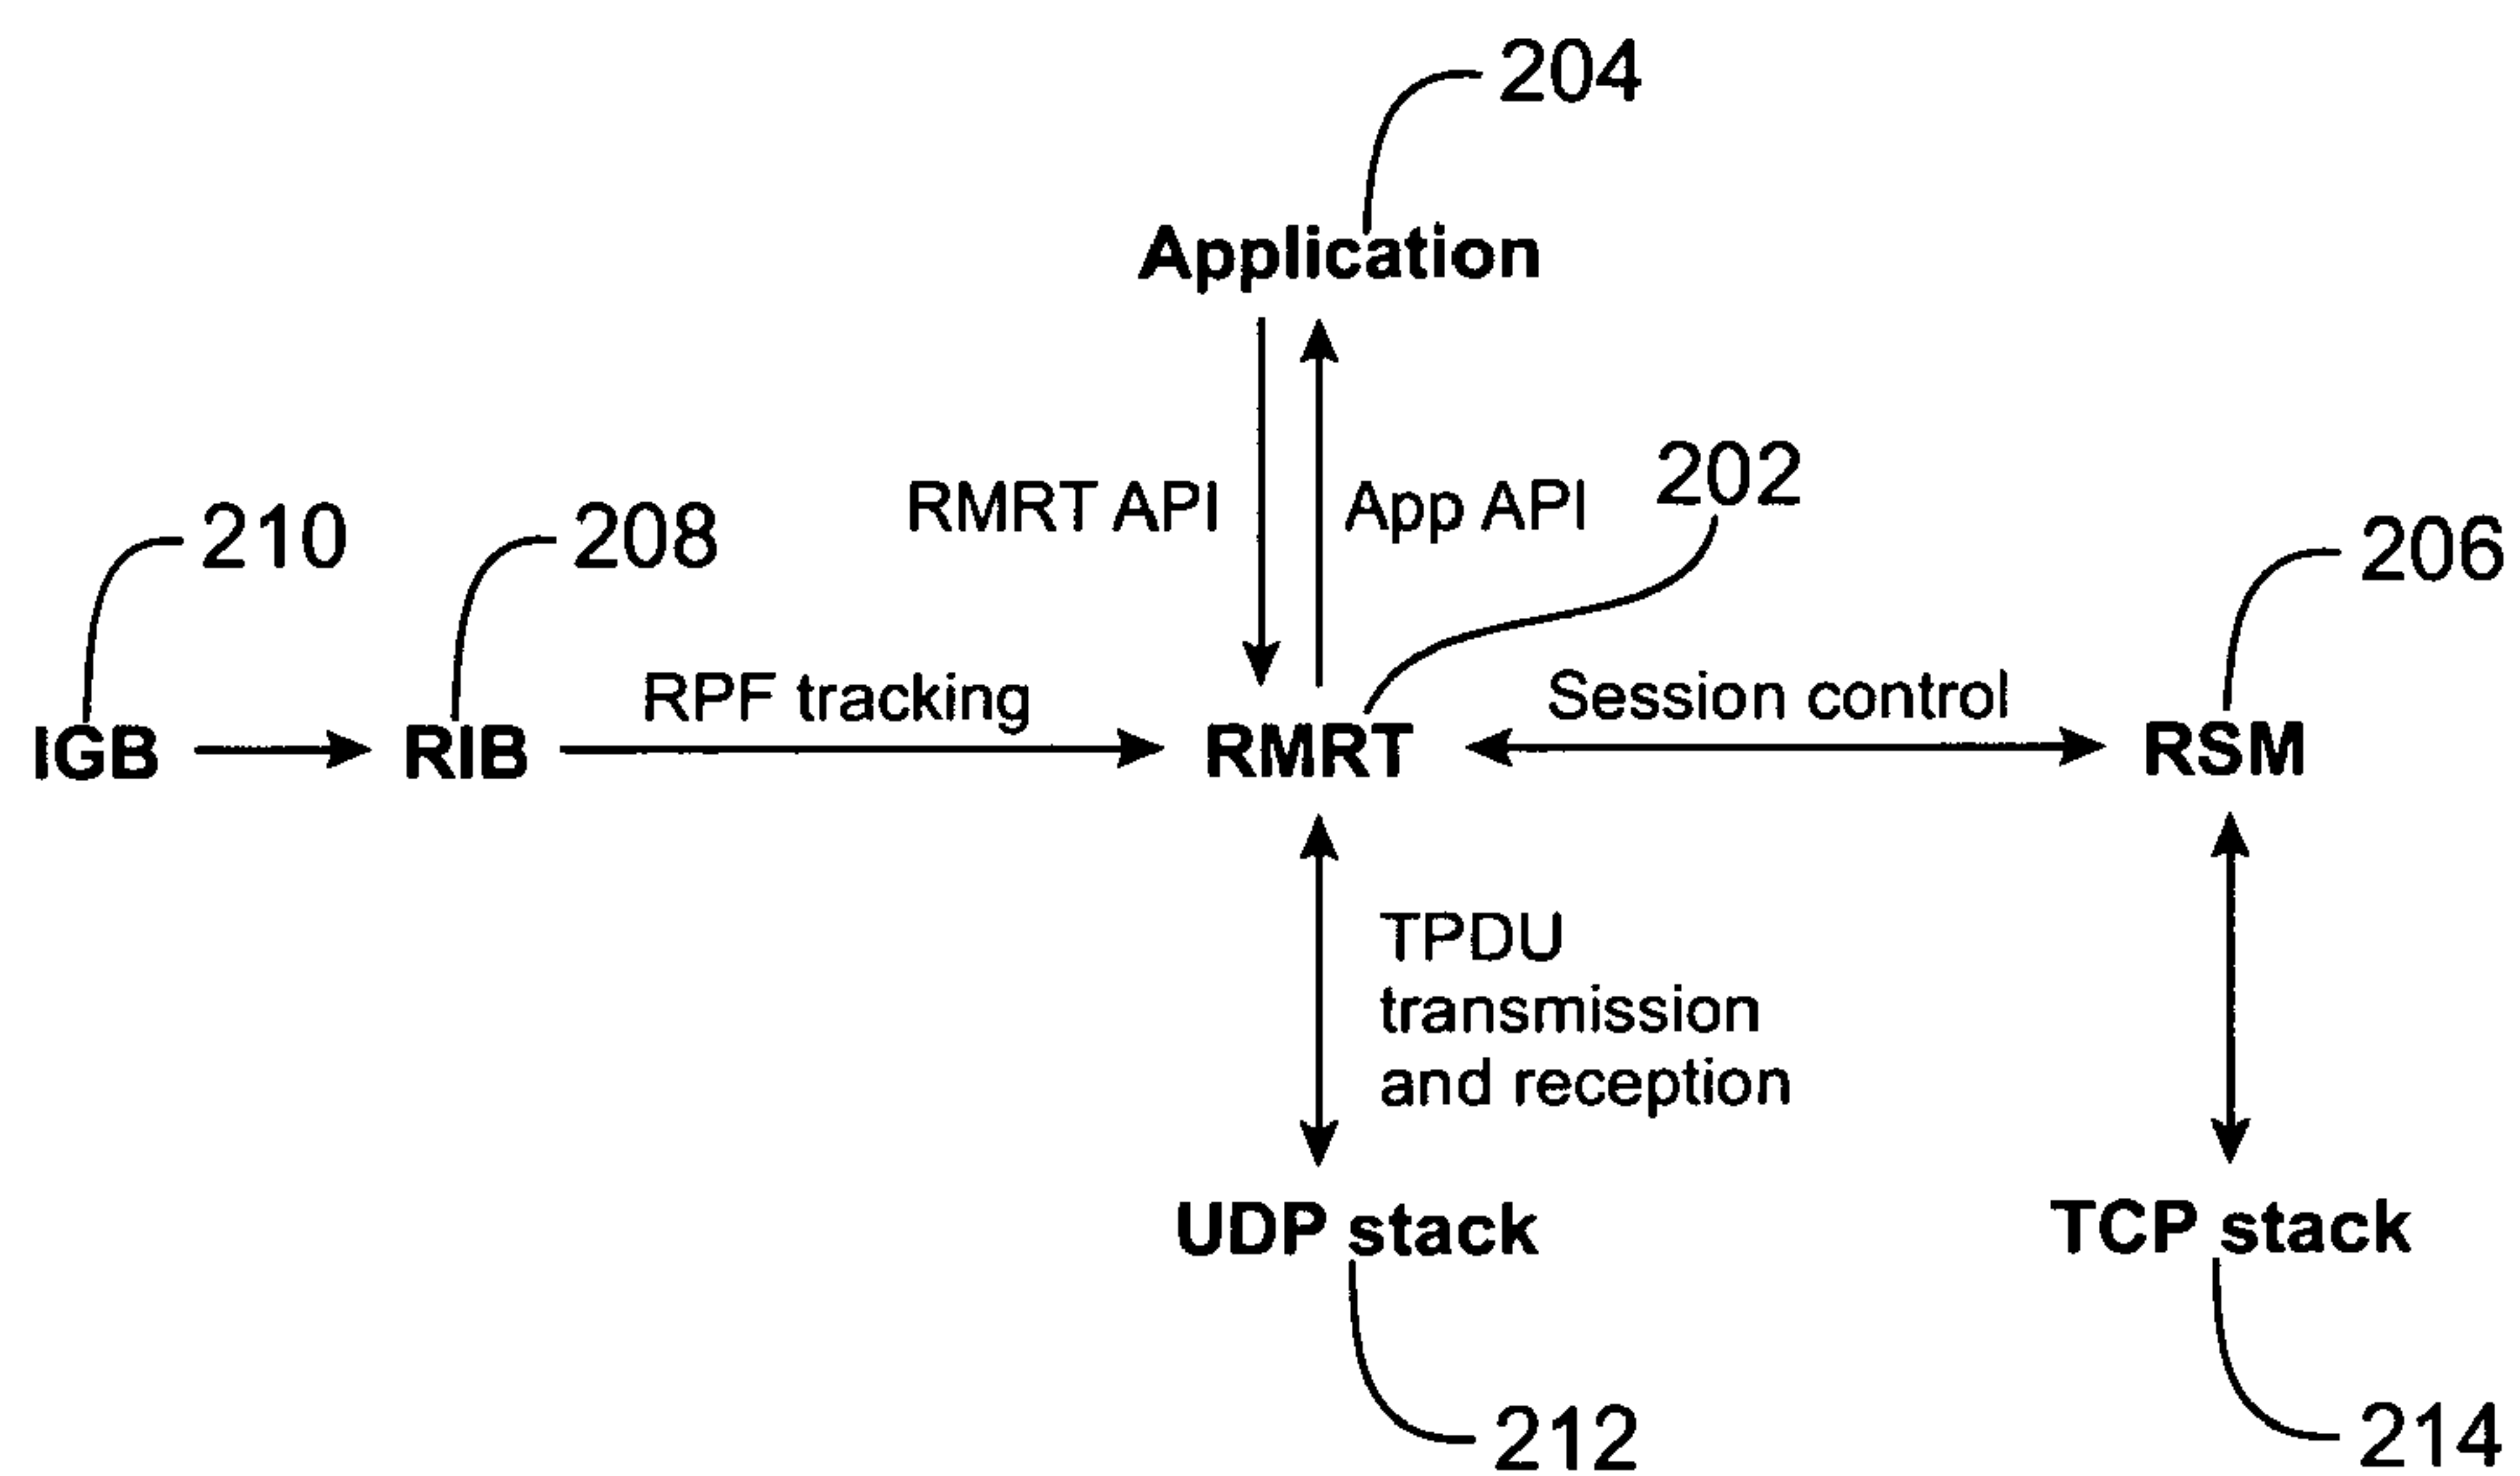 204
Application
RMRT API
App API
202
210
208
206
RPF tracking
Session control
IGB
RIB
RMRT
RSM
TPDU
transmission
and reception
UDP stack
TCP stack
212
214